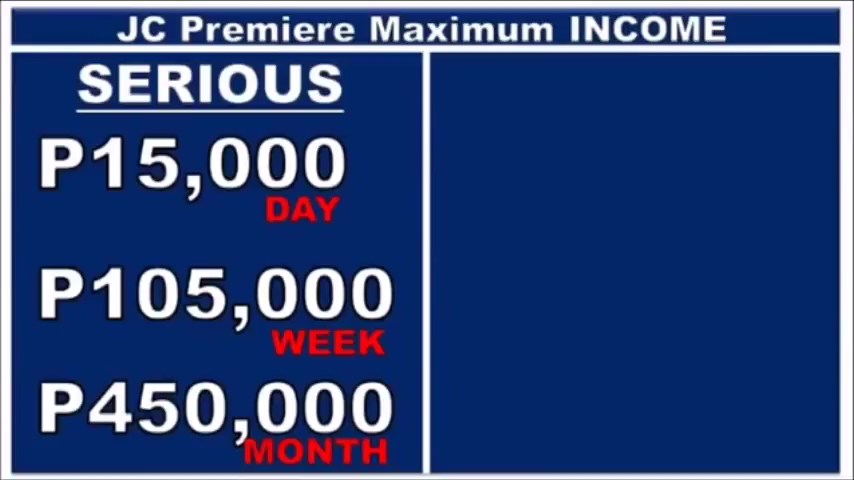 JC Premiere Maximum INCOME
SERIOUS
P15,000
DAY
P105,000
WEEK
P450,000
MONTH